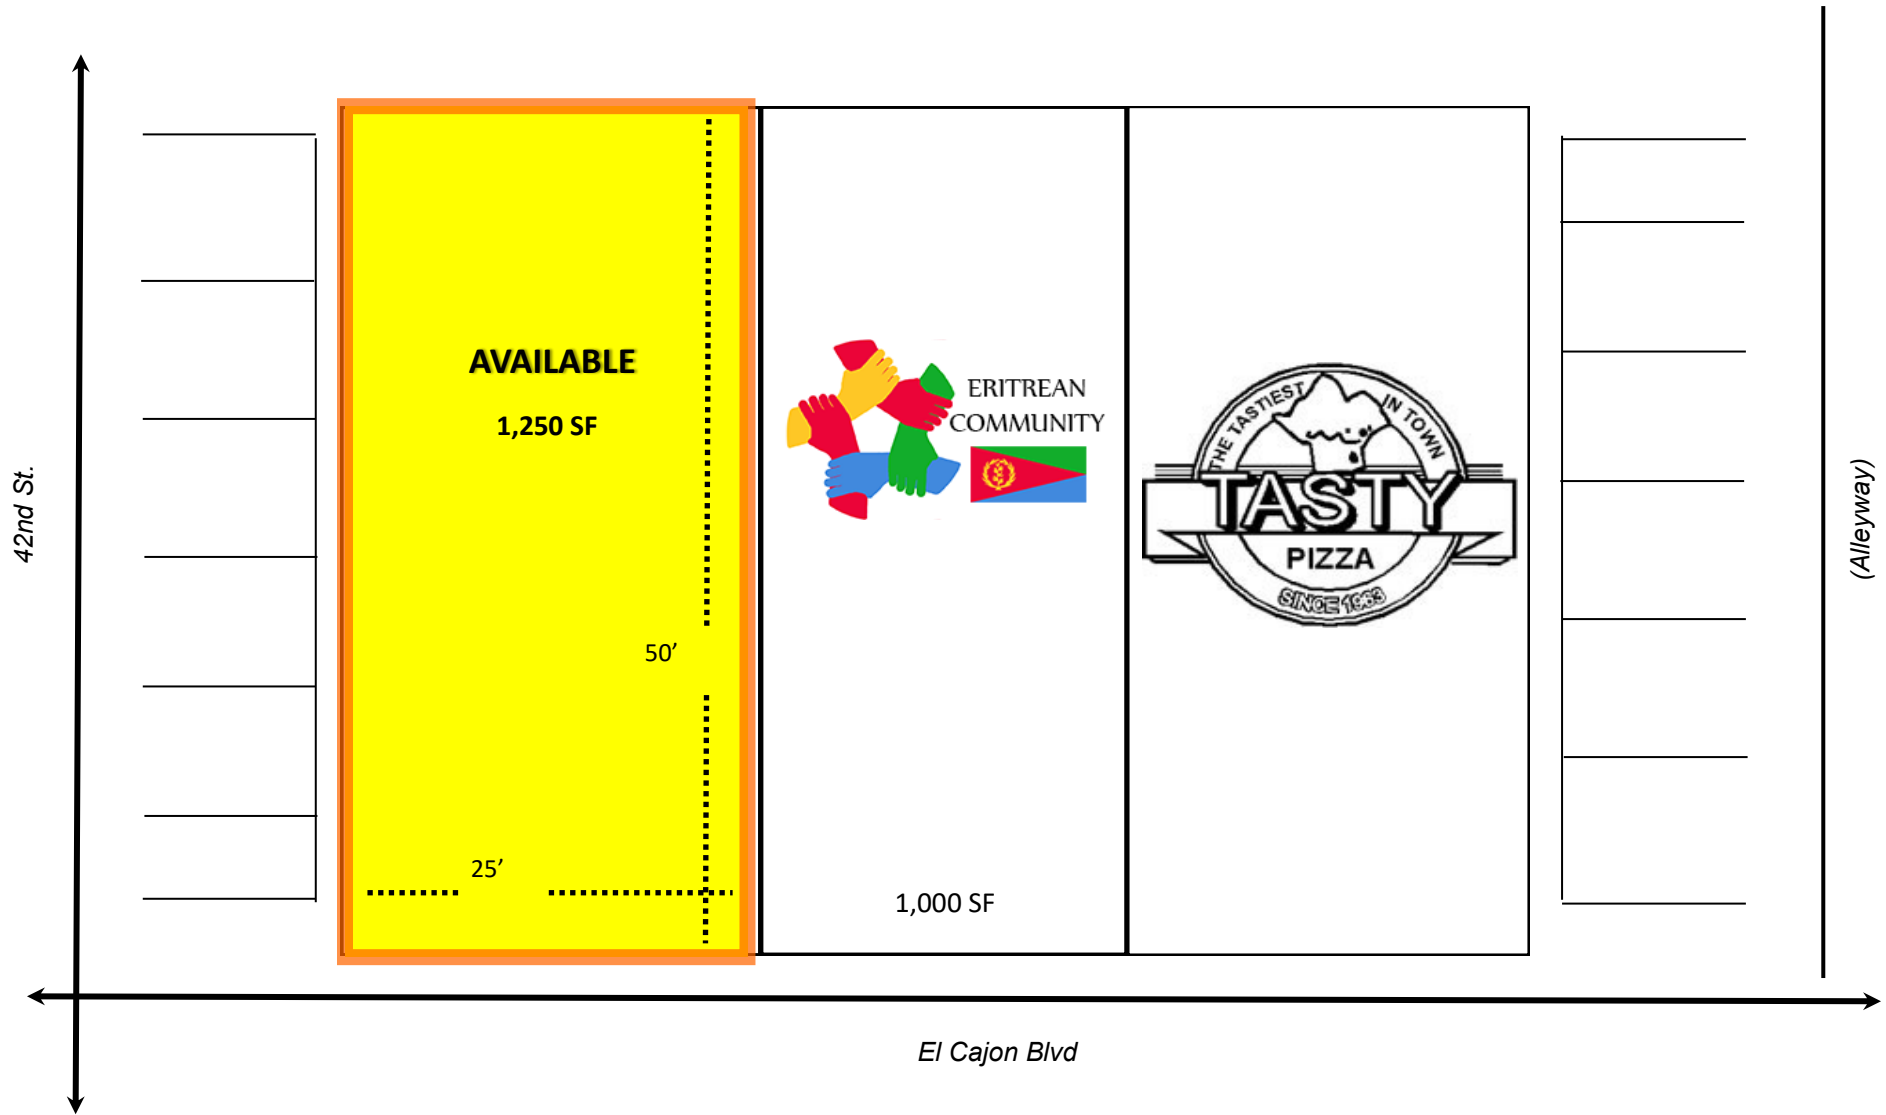 42nd St.
AVAILABLE
1,250 SF
50’
25’
ERITREAN
COMMUNITY
1,000 SF
THE TASTIEST IN TOWN
TASTY
PIZZA
SINCE 1963
(Alleyway)
El Cajon Blvd